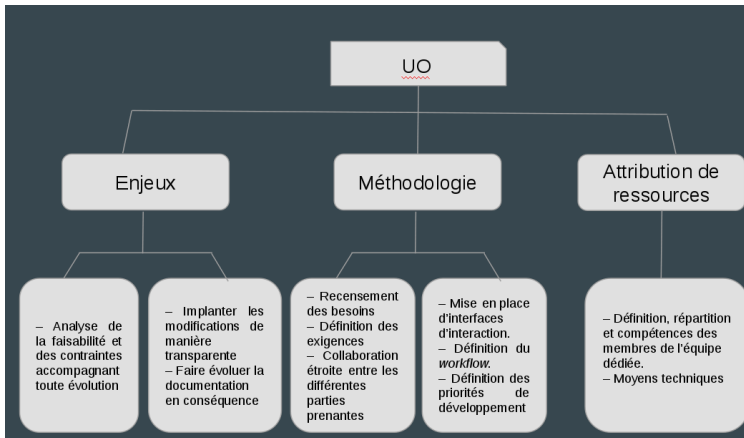 UO
Enjeux
Méthodologie
Attribution de
ressources
– Analyse de
la faisabilité et
des contraintes
accompagnant
toute évolution
– Implanter les
modifications de
manière
transparente
– Faire évoluer la
documentation
en conséquence
– Recensement
des besoins
– Définition des
exigences
– Collaboration
étroite entre les
différentes
parties
prenantes
– Mise en place
d'interfaces
d'interaction.
– Définition du
workflow.
– Définition des
priorités de
développement
– Définition, répartition
et compétences des
membres de l'équipe
dédiée.
– Moyens techniques